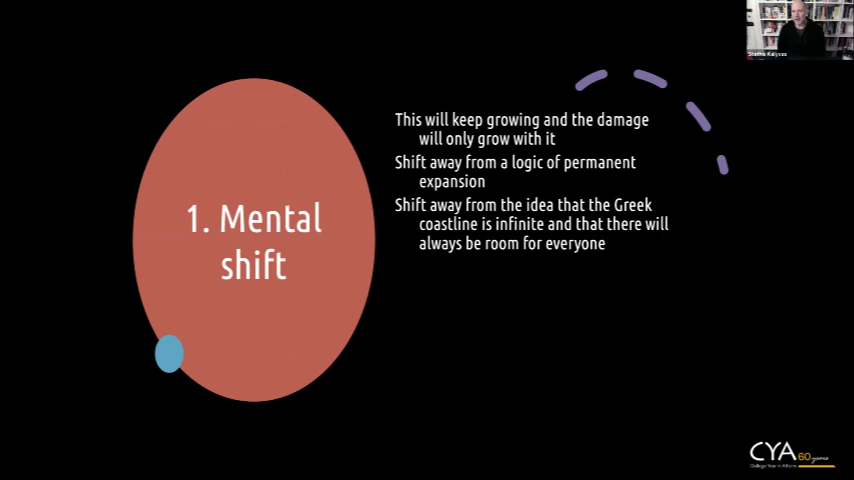 Stathis Kalyvas
This will keep growing and the damage
will only grow with it
Shift away from a logic of permanent
expansion
Shift away from the idea that the Greek
coastline is infinite and that there will
always be room for everyone
1. Mental
shift
CYA 60 years
College Year in Athens